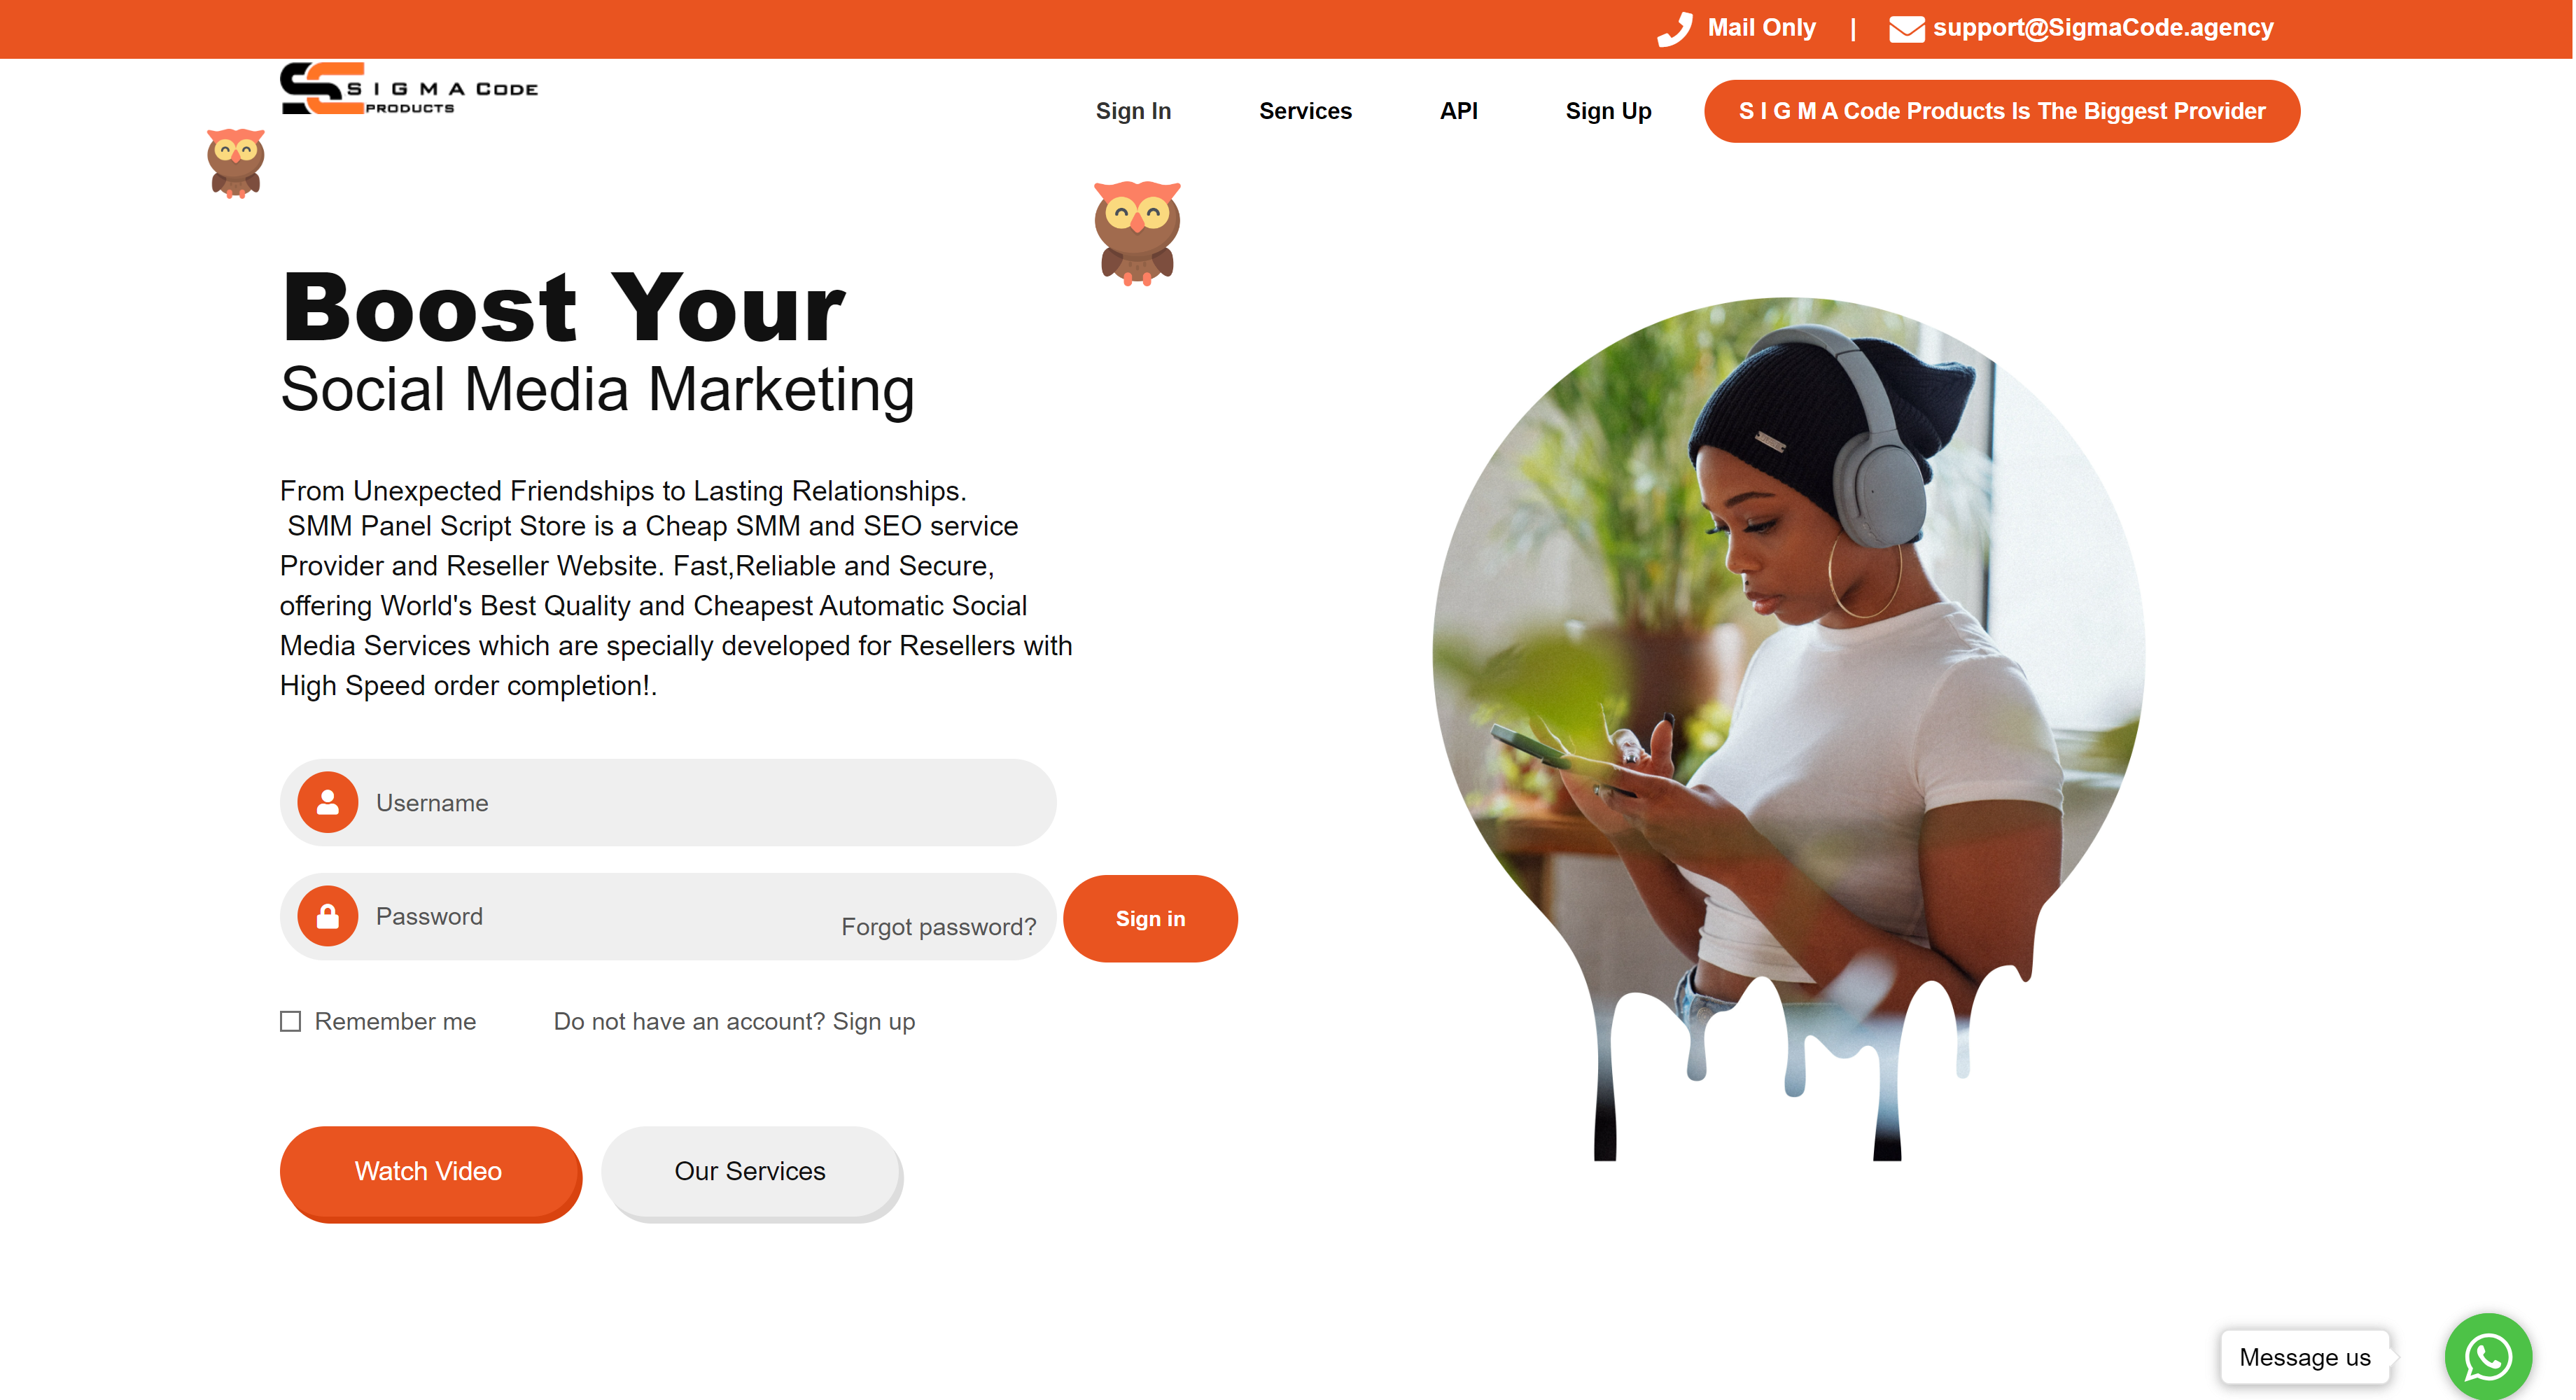 Mail Only | support@SigmaCode.agency
SIGMA CODE
PRODUCTS
Sign In Services API Sign Up S I G M A Code Products Is The Biggest Provider
Boost Your
Social Media Marketing
From Unexpected Friendships to Lasting Relationships.
SMM Panel Script Store is a Cheap SMM and SEO service
Provider and Reseller Website. Fast,Reliable and Secure,
offering World's Best Quality and Cheapest Automatic Social
Media Services which are specially developed for Resellers with
High Speed order completion!.
Username
Password Forgot password? Sign in
Remember me Do not have an account? Sign up
Watch Video Our Services
Message us